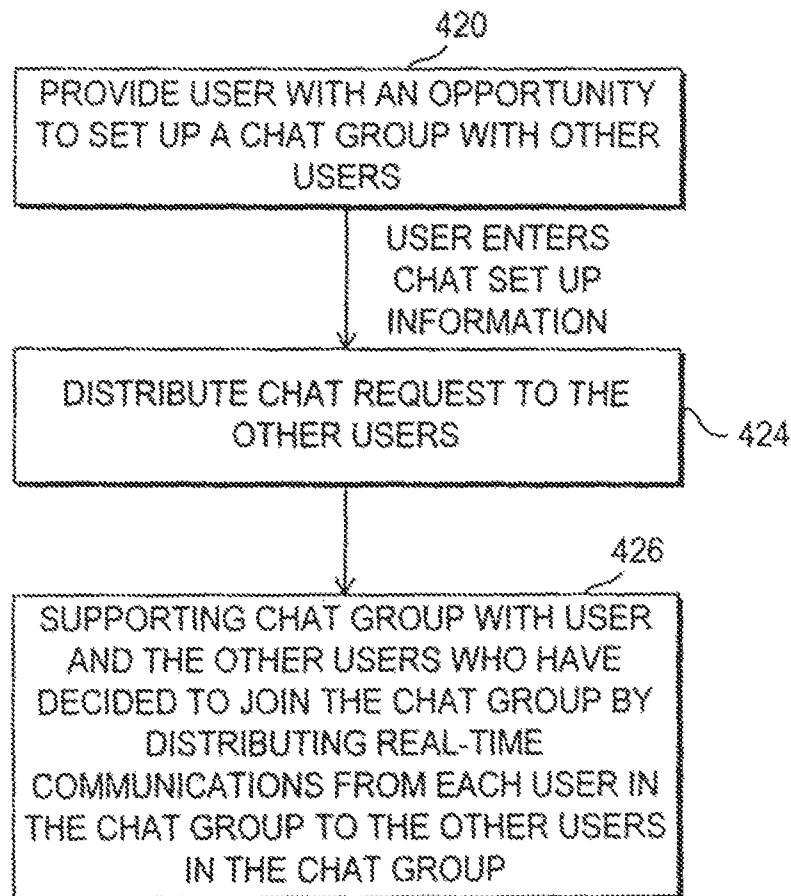 420
PROVIDE USER WITH AN OPPORTUNITY
TO SET UP A CHAT GROUP WITH OTHER
USERS
USER ENTERS
CHAT SET UP
INFORMATION
DISTRIBUTE CHAT REQUEST TO THE
OTHER USERS
424
426
SUPPORTING CHAT GROUP WITH USER
AND THE OTHER USERS WHO HAVE
DECIDED TO JOIN THE CHAT GROUP BY
DISTRIBUTING REAL-TIME
COMMUNICATIONS FROM EACH USER IN
THE CHAT GROUP TO THE OTHER USERS
IN THE CHAT GROUP